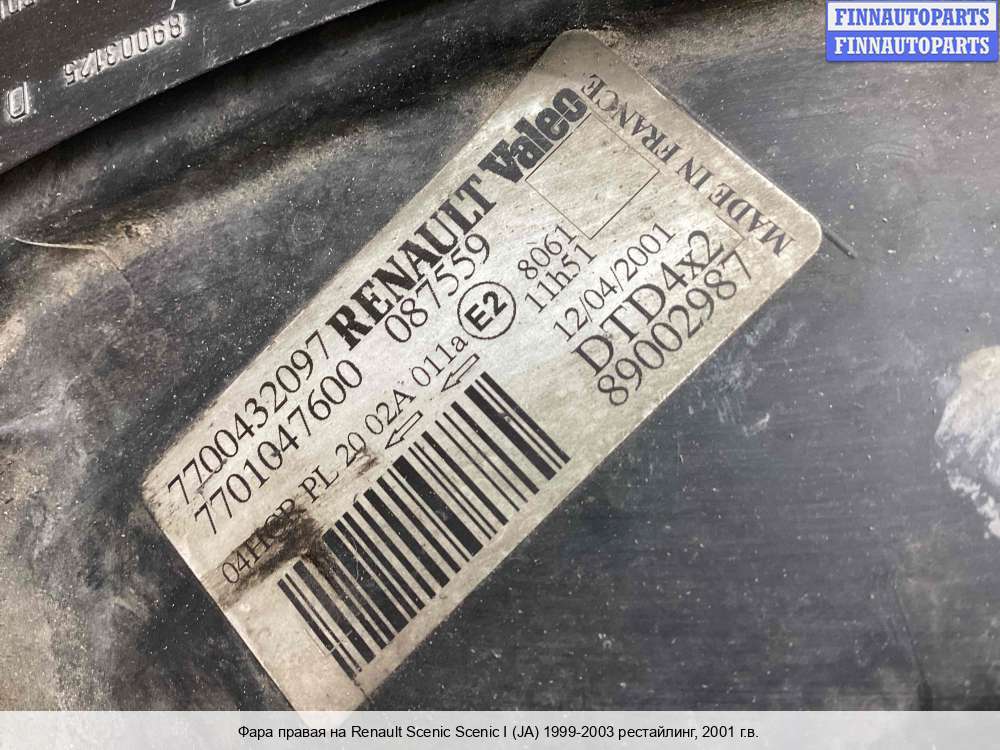 FINNAUTOPARTS
FINNAUTOPARTS
89003125
D
7700432097 RENAULT Valeo
7701047600 087559
04HCR PL 20 02A 011a E2 8061
11h51
12/04/2001
DTD4x2
89002987
MADE IN FRANCE
Фара правая на Renault Scenic Scenic I (JA) 1999-2003 рестайлинг, 2001 г.в.